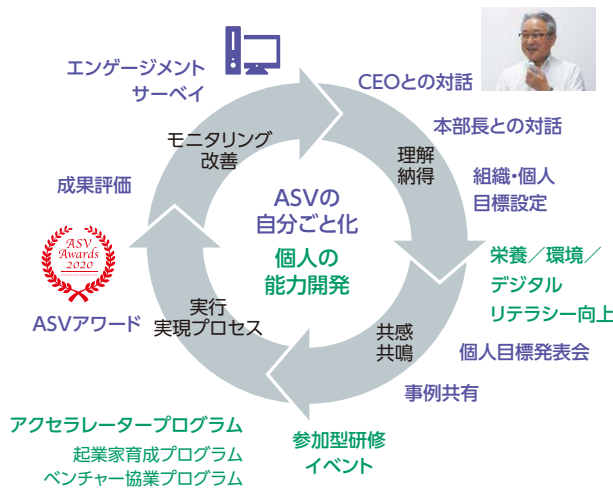 エンゲージメント
サーベイ
CEOとの対話
本部長との対話
モニタリング
改善
理解
納得
組織・個人
目標設定
成果評価
ASVの
自分ごと化
個人の
能力開発
ASV
Awards
2020
栄養／環境／
デジタル
リテラシー向上
ASVアワード
実行
実現プロセス
共感
共鳴
個人目標発表会
事例共有
アクセラレータープログラム
起業家育成プログラム
ベンチャー協業プログラム
参加型研修
イベント